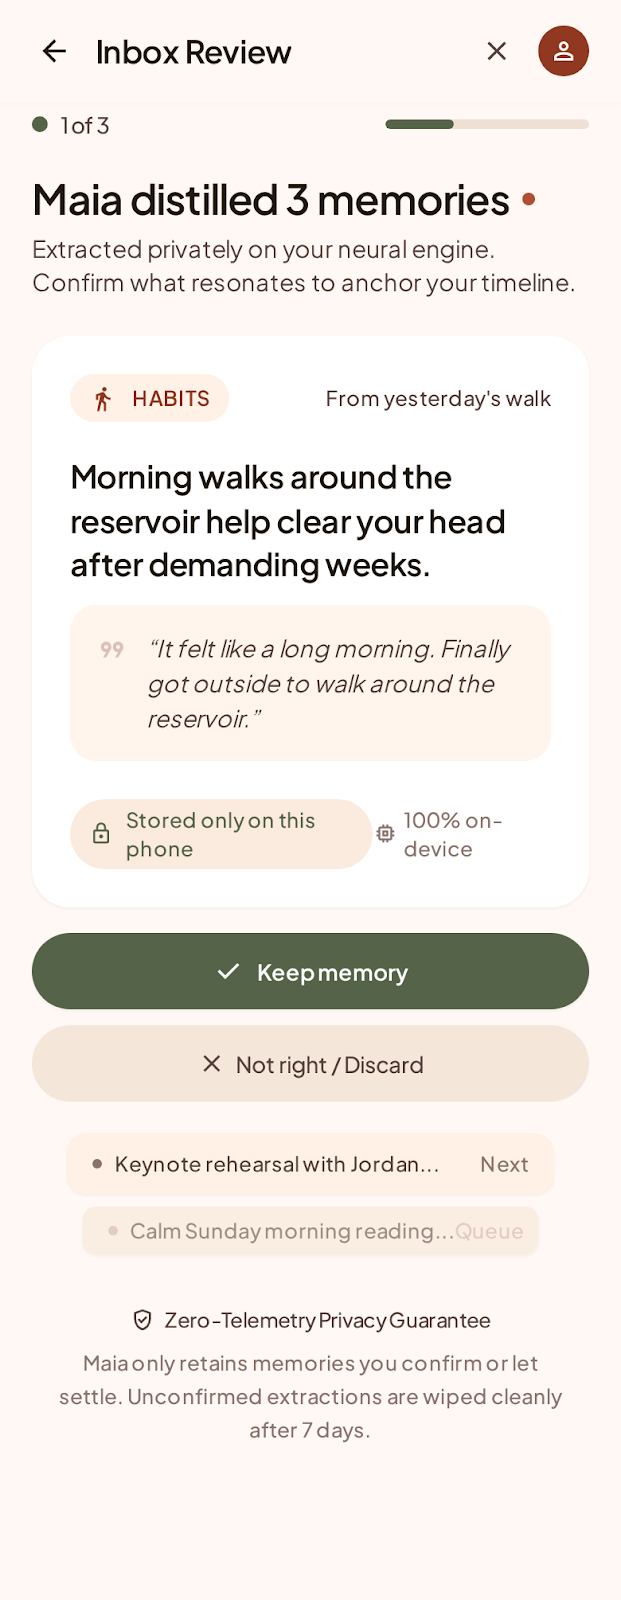 Inbox Review
1 of 3
Maia distilled 3 memories
Extracted privately on your neural engine.
Confirm what resonates to anchor your timeline.
HABITS
From yesterday's walk
Morning walks around the
reservoir help clear your head
after demanding weeks.
“It felt like a long morning. Finally
got outside to walk around the
reservoir.”
Stored only on this
phone
100% on-
device
Keep memory
Not right / Discard
Keynote rehearsal with Jordan...
Next
Calm Sunday morning reading...
Queue
Zero-Telemetry Privacy Guarantee
Maia only retains memories you confirm or let
settle. Unconfirmed extractions are wiped cleanly
after 7 days.